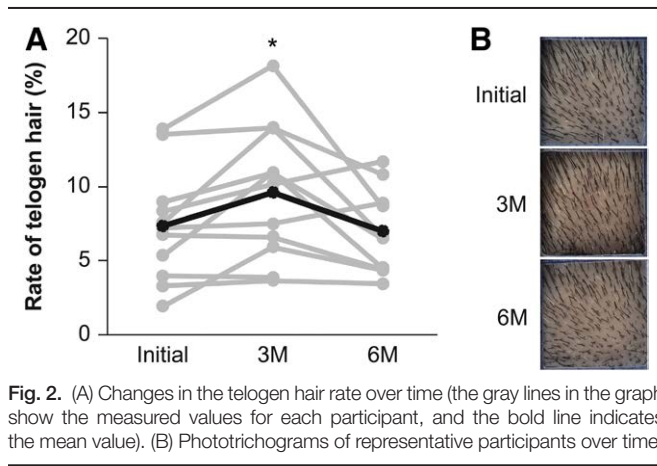 A
B
Rate of telogen hair (%)
20
15
10
5
0
*
Initial
3M
6M
Initial
3M
6M
Fig. 2. (A) Changes in the telogen hair rate over time (the gray lines in the graph
show the measured values for each participant, and the bold line indicates
the mean value). (B) Phototrichograms of representative participants over time